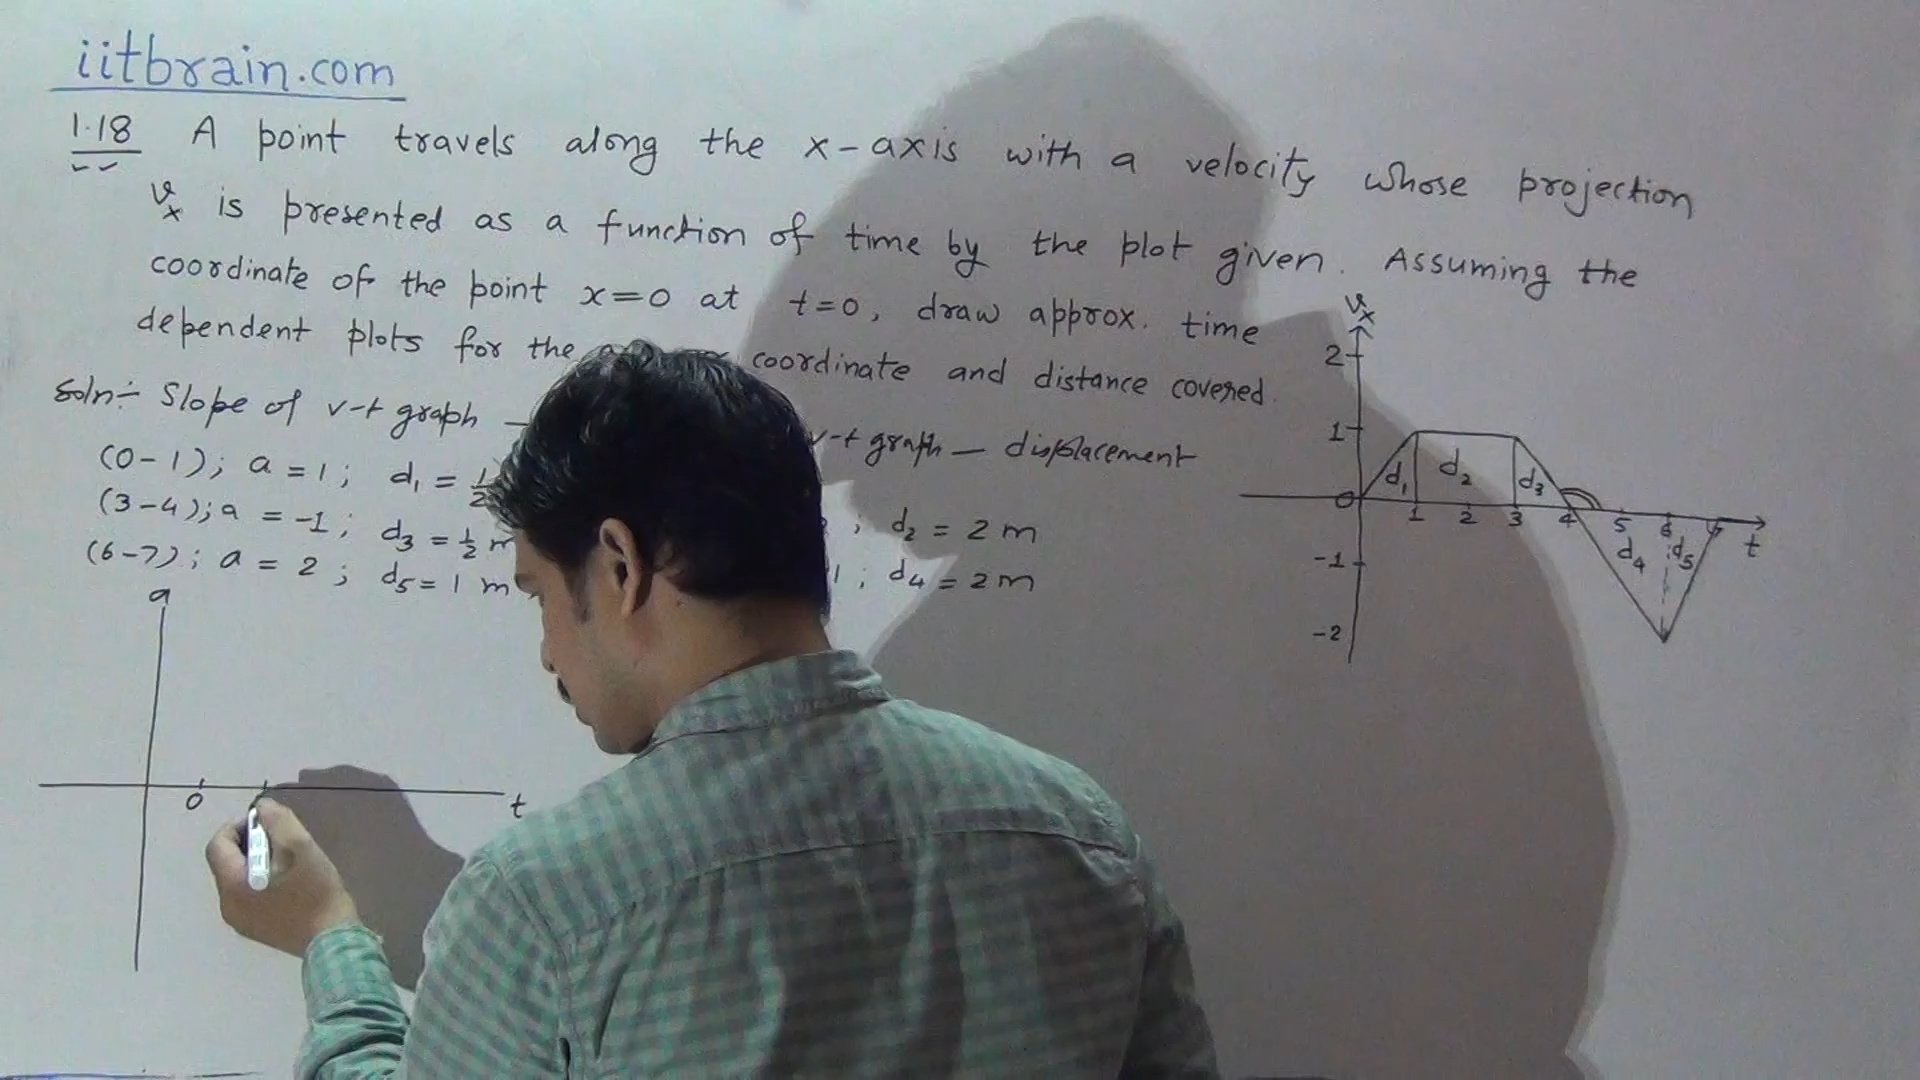 iitbrain.com
1.18 A point travels along the x-axis with a velocity whose projection
vx is presented as a function of time by the plot given. Assuming the
coordinate of the point x=0 at t=0, draw approx. time
dependent plots for the coordinate and distance covered.
Soln:- Slope of v-t graph — v-t graph — displacement
(0-1); a = 1; d1 = 1/2 ; d2 = 2 m
(3-4); a = -1; d3 = 1/2 m 1; d4 = 2m
(6-7); a = 2; d5 = 1 m
a
0
t
vx
2
1
0
-1
-2
d1 d2 d3
1 2 3 4 5 6 7
t
d4 d5